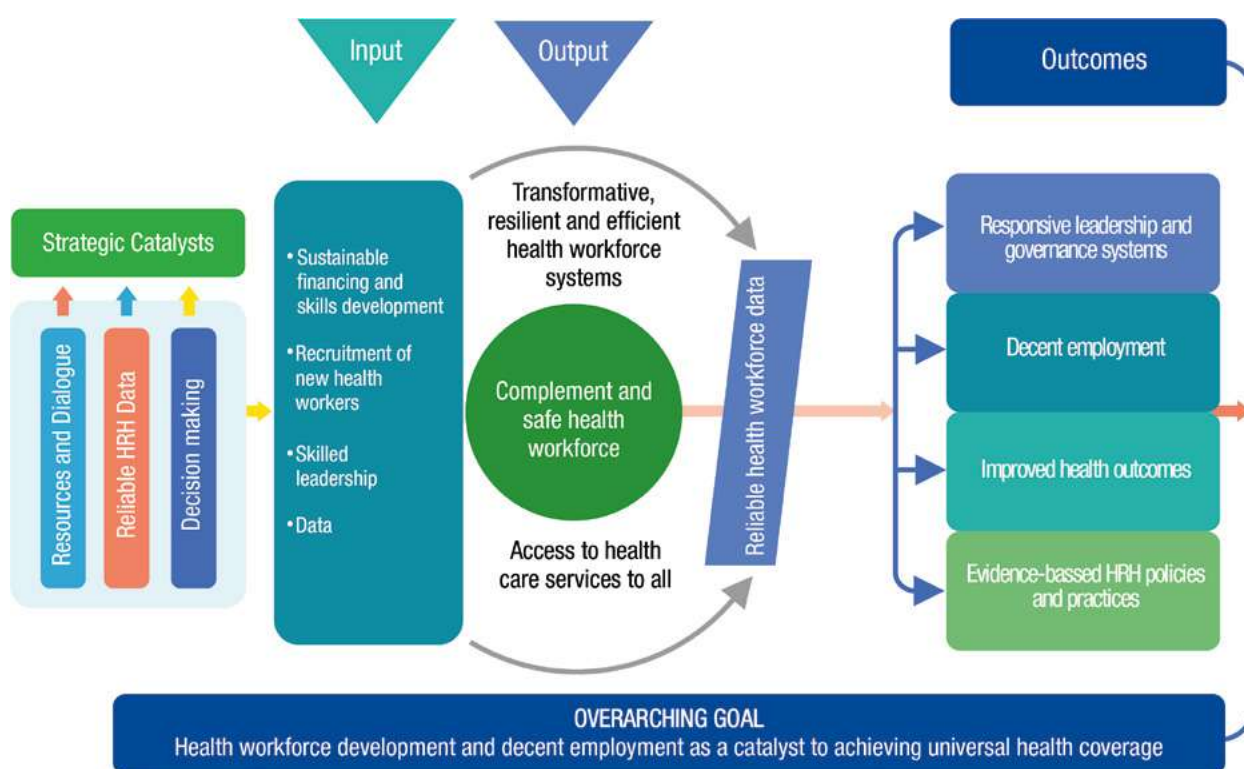 Input
Output
Outcomes
Strategic Catalysts
Resources and Dialogue
Reliable HRH Data
Decision making
• Sustainable
financing and
skills development
• Recruitment of
new health
workers
• Skilled
leadership
• Data
Transformative,
resilient and efficient
health workforce
systems
Complement and
safe health
workforce
Access to health
care services to all
Reliable health workforce data
Responsive leadership and
governance systems
Decent employment
Improved health outcomes
Evidence-bassed HRH policies
and practices
OVERARCHING GOAL
Health workforce development and decent employment as a catalyst to achieving universal health coverage